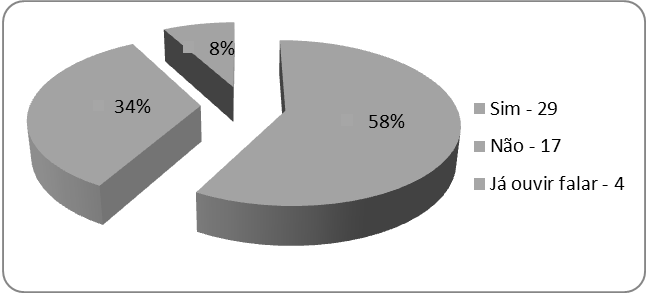 8%
34%
58%
Sim - 29
Não - 17
Já ouvir falar - 4